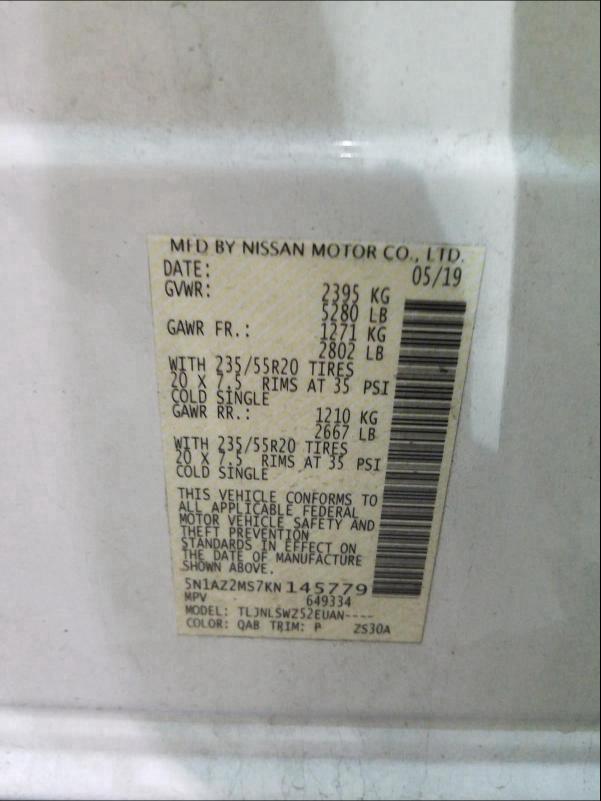 MFD BY NISSAN MOTOR CO., LTD.
DATE: 05/19
GVWR: 2395 KG
5280 LB
GAWR FR.: 1271 KG
2802 LB
WITH 235/55R20 TIRES
20 X 7.5 RIMS AT 35 PSI
COLD SINGLE
GAWR RR.: 1210 KG
2667 LB
WITH 235/55R20 TIRES
20 X 7.5 RIMS AT 35 PSI
COLD SINGLE
THIS VEHICLE CONFORMS TO
ALL APPLICABLE FEDERAL
MOTOR VEHICLE SAFETY AND
THEFT PREVENTION
STANDARDS IN EFFECT ON
THE DATE OF MANUFACTURE
SHOWN ABOVE.
5N1AZ2MS7KN145779
MPV 649334
MODEL: TLJNLSWZ52EUAN----
COLOR: QAB TRIM: P ZS30A